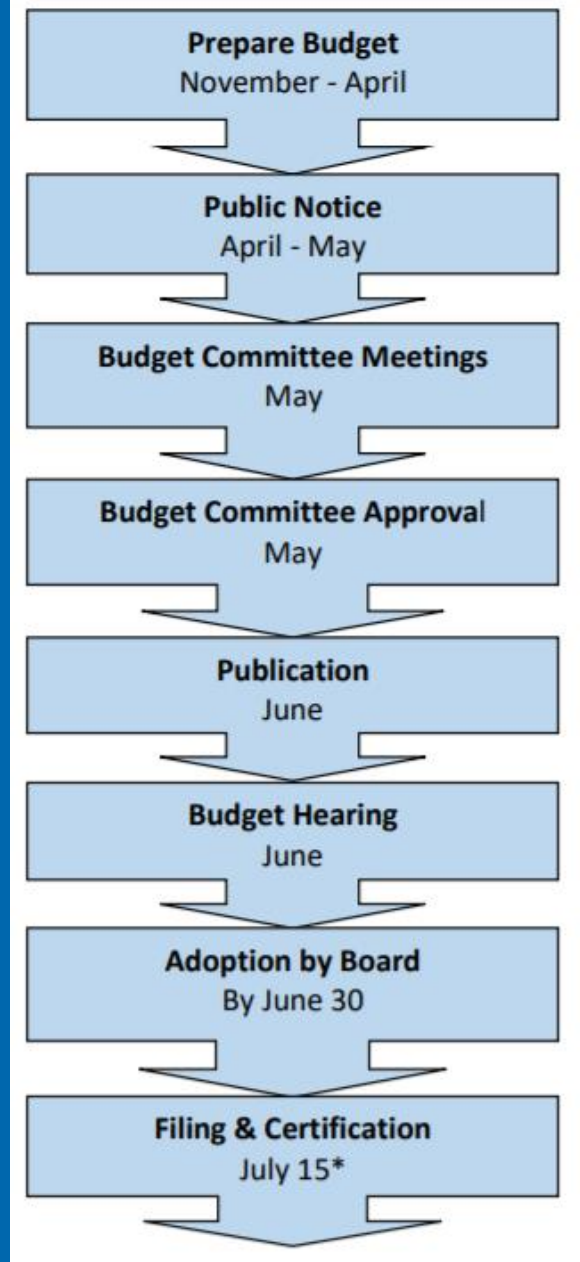 Prepare Budget
November - April
Public Notice
April - May
Budget Committee Meetings
May
Budget Committee Approval
May
Publication
June
Budget Hearing
June
Adoption by Board
By June 30
Filing & Certification
July 15*